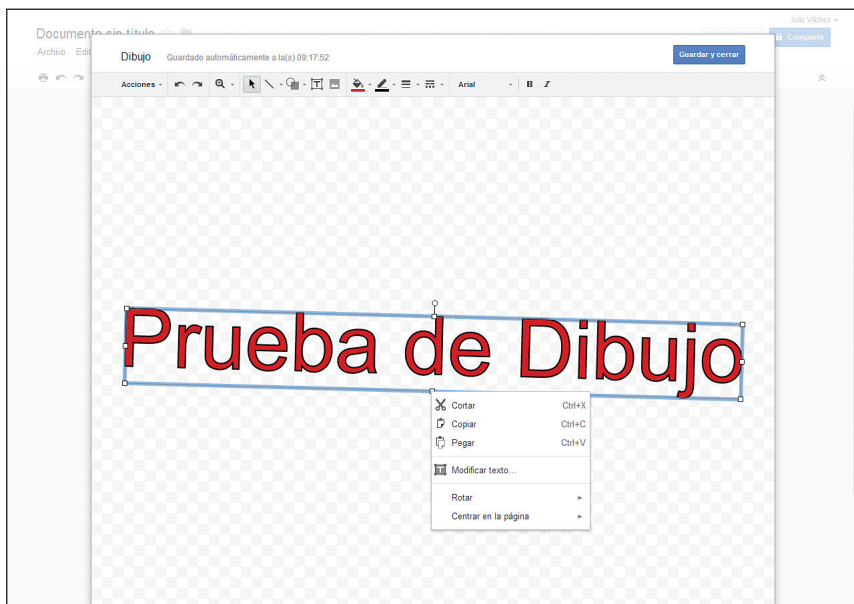 Julio Vilchez
Documento sin título
Compartir
Archivo Edit
Dibujo Guardado automáticamente a la(s) 09:17:52 Guardar y cerrar
Acciones Arial B I
Prueba de Dibujo
Cortar Ctrl+X
Copiar Ctrl+C
Pegar Ctrl+V
Modificar texto...
Rotar
Centrar en la página